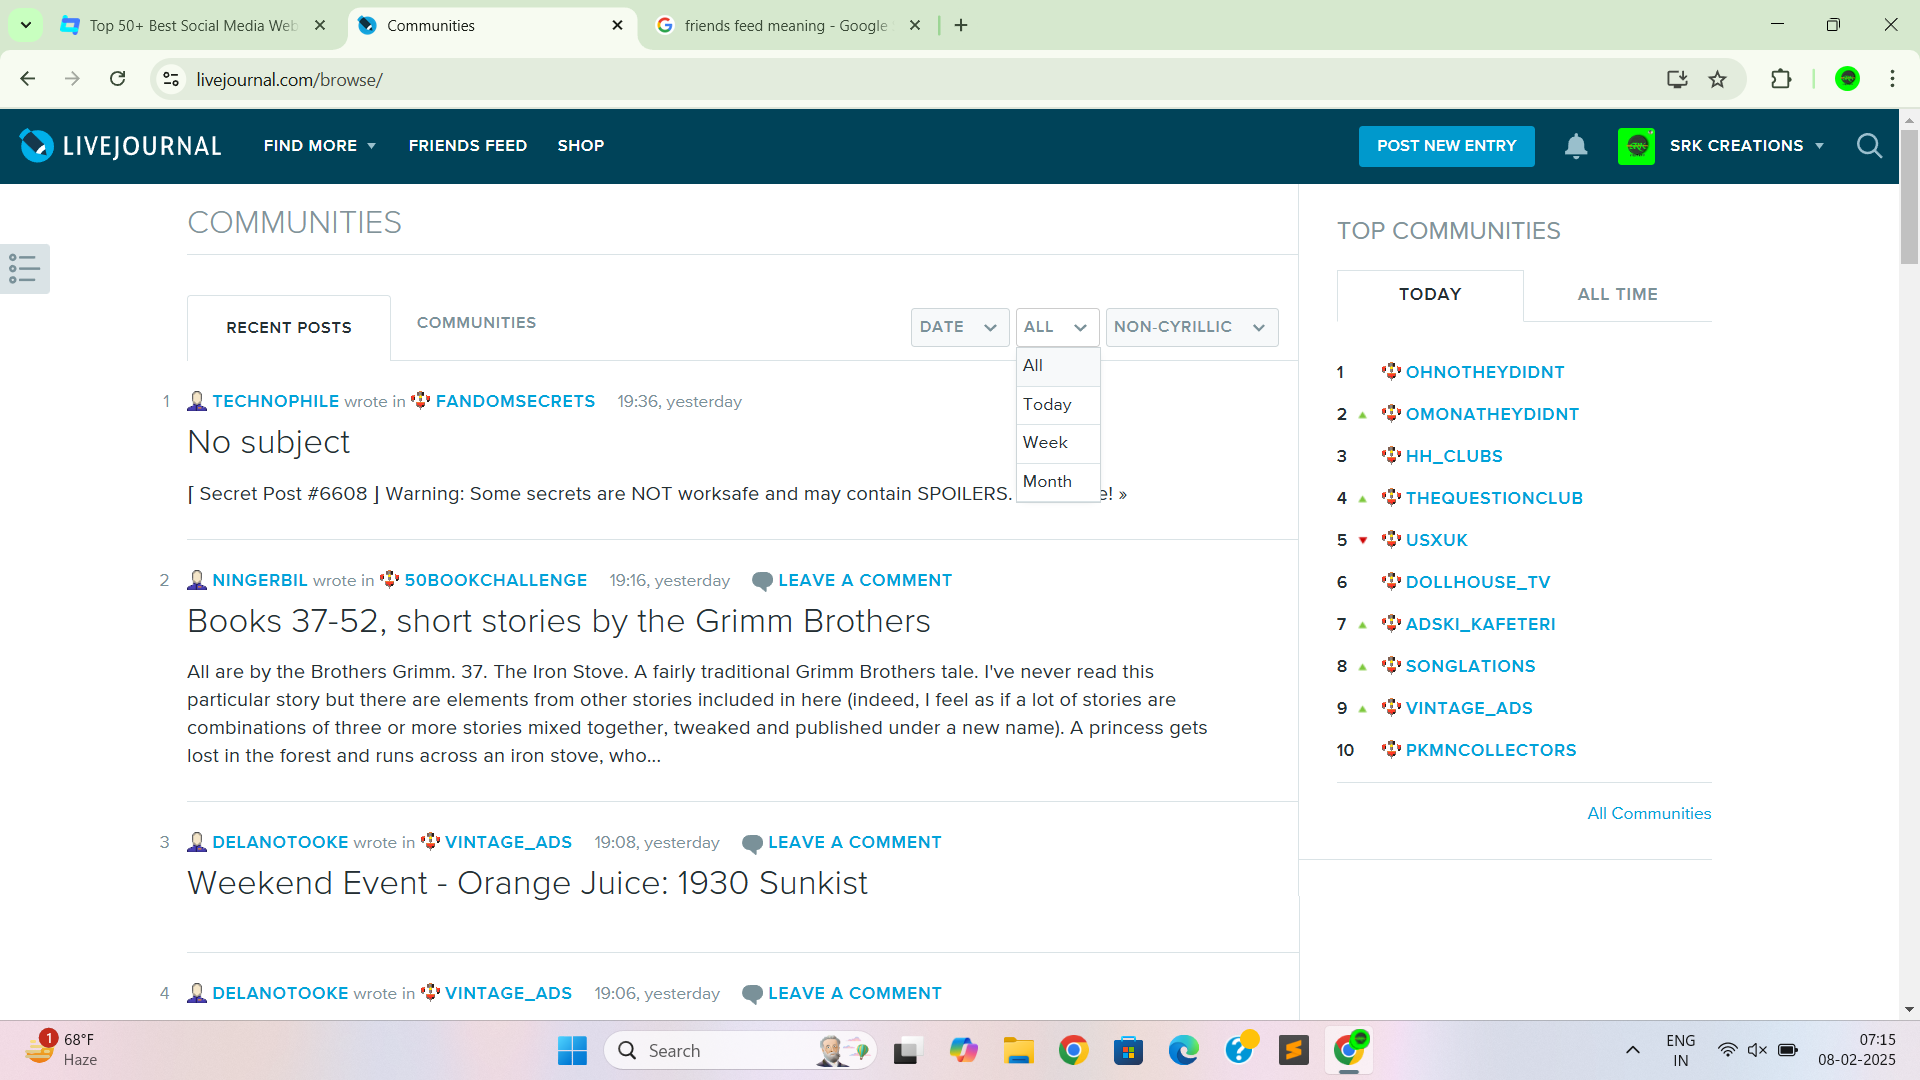 Top 50+ Best Social Media Web
Communities
friends feed meaning - Google
livejournal.com/browse/
LIVEJOURNAL
FIND MORE
FRIENDS FEED
SHOP
POST NEW ENTRY
SRK CREATIONS
COMMUNITIES
RECENT POSTS
COMMUNITIES
DATE
ALL
NON-CYRILLIC
All
Today
Week
Month
1 TECHNOPHILE wrote in FANDOMSECRETS 19:36, yesterday
No subject
⌈ Secret Post #6608 ⌋ Warning: Some secrets are NOT worksafe and may contain SPOILERS. e! »
2 NINGERBIL wrote in 50BOOKCHALLENGE 19:16, yesterday LEAVE A COMMENT
Books 37-52, short stories by the Grimm Brothers
All are by the Brothers Grimm. 37. The Iron Stove. A fairly traditional Grimm Brothers tale. I've never read this
particular story but there are elements from other stories included in here (indeed, I feel as if a lot of stories are
combinations of three or more stories mixed together, tweaked and published under a new name). A princess gets
lost in the forest and runs across an iron stove, who...
3 DELANOTOOKE wrote in VINTAGE_ADS 19:08, yesterday LEAVE A COMMENT
Weekend Event - Orange Juice: 1930 Sunkist
4 DELANOTOOKE wrote in VINTAGE_ADS 19:06, yesterday LEAVE A COMMENT
TOP COMMUNITIES
TODAY
ALL TIME
1 OHNOTHEYDIDNT
2 OMONATHEYDIDNT
3 HH_CLUBS
4 THEQUESTIONCLUB
5 USXUK
6 DOLLHOUSE_TV
7 ADSKI_KAFETERI
8 SONGLATIONS
9 VINTAGE_ADS
10 PKMNCOLLECTORS
All Communities
1
68°F
Haze
Search
ENG
IN
07:15
08-02-2025